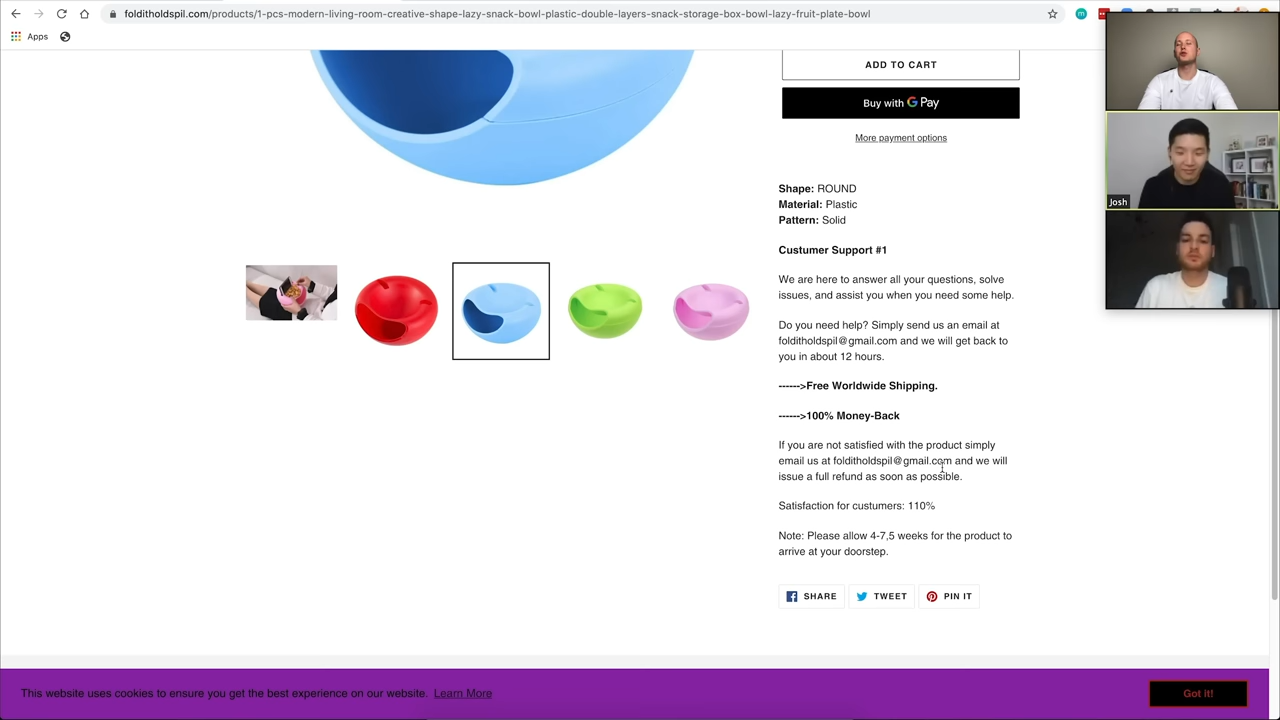 folditholdspil.com/products/1-pcs-modern-living-room-creative-shape-lazy-snack-bowl-plastic-double-layers-snack-storage-box-bowl-lazy-fruit-plate-bowl
Apps
ADD TO CART
Buy with G Pay
More payment options
Shape: ROUND
Material: Plastic
Pattern: Solid
Custumer Support #1
We are here to answer all your questions, solve
issues, and assist you when you need some help.
Do you need help? Simply send us an email at
folditholdspil@gmail.com and we will get back to
you in about 12 hours.
------>Free Worldwide Shipping.
------>100% Money-Back
If you are not satisfied with the product simply
email us at folditholdspil@gmail.com and we will
issue a full refund as soon as possible.
Satisfaction for custumers: 110%
Note: Please allow 4-7,5 weeks for the product to
arrive at your doorstep.
SHARE
TWEET
PIN IT
Josh
This website uses cookies to ensure you get the best experience on our website. Learn More
Got it!